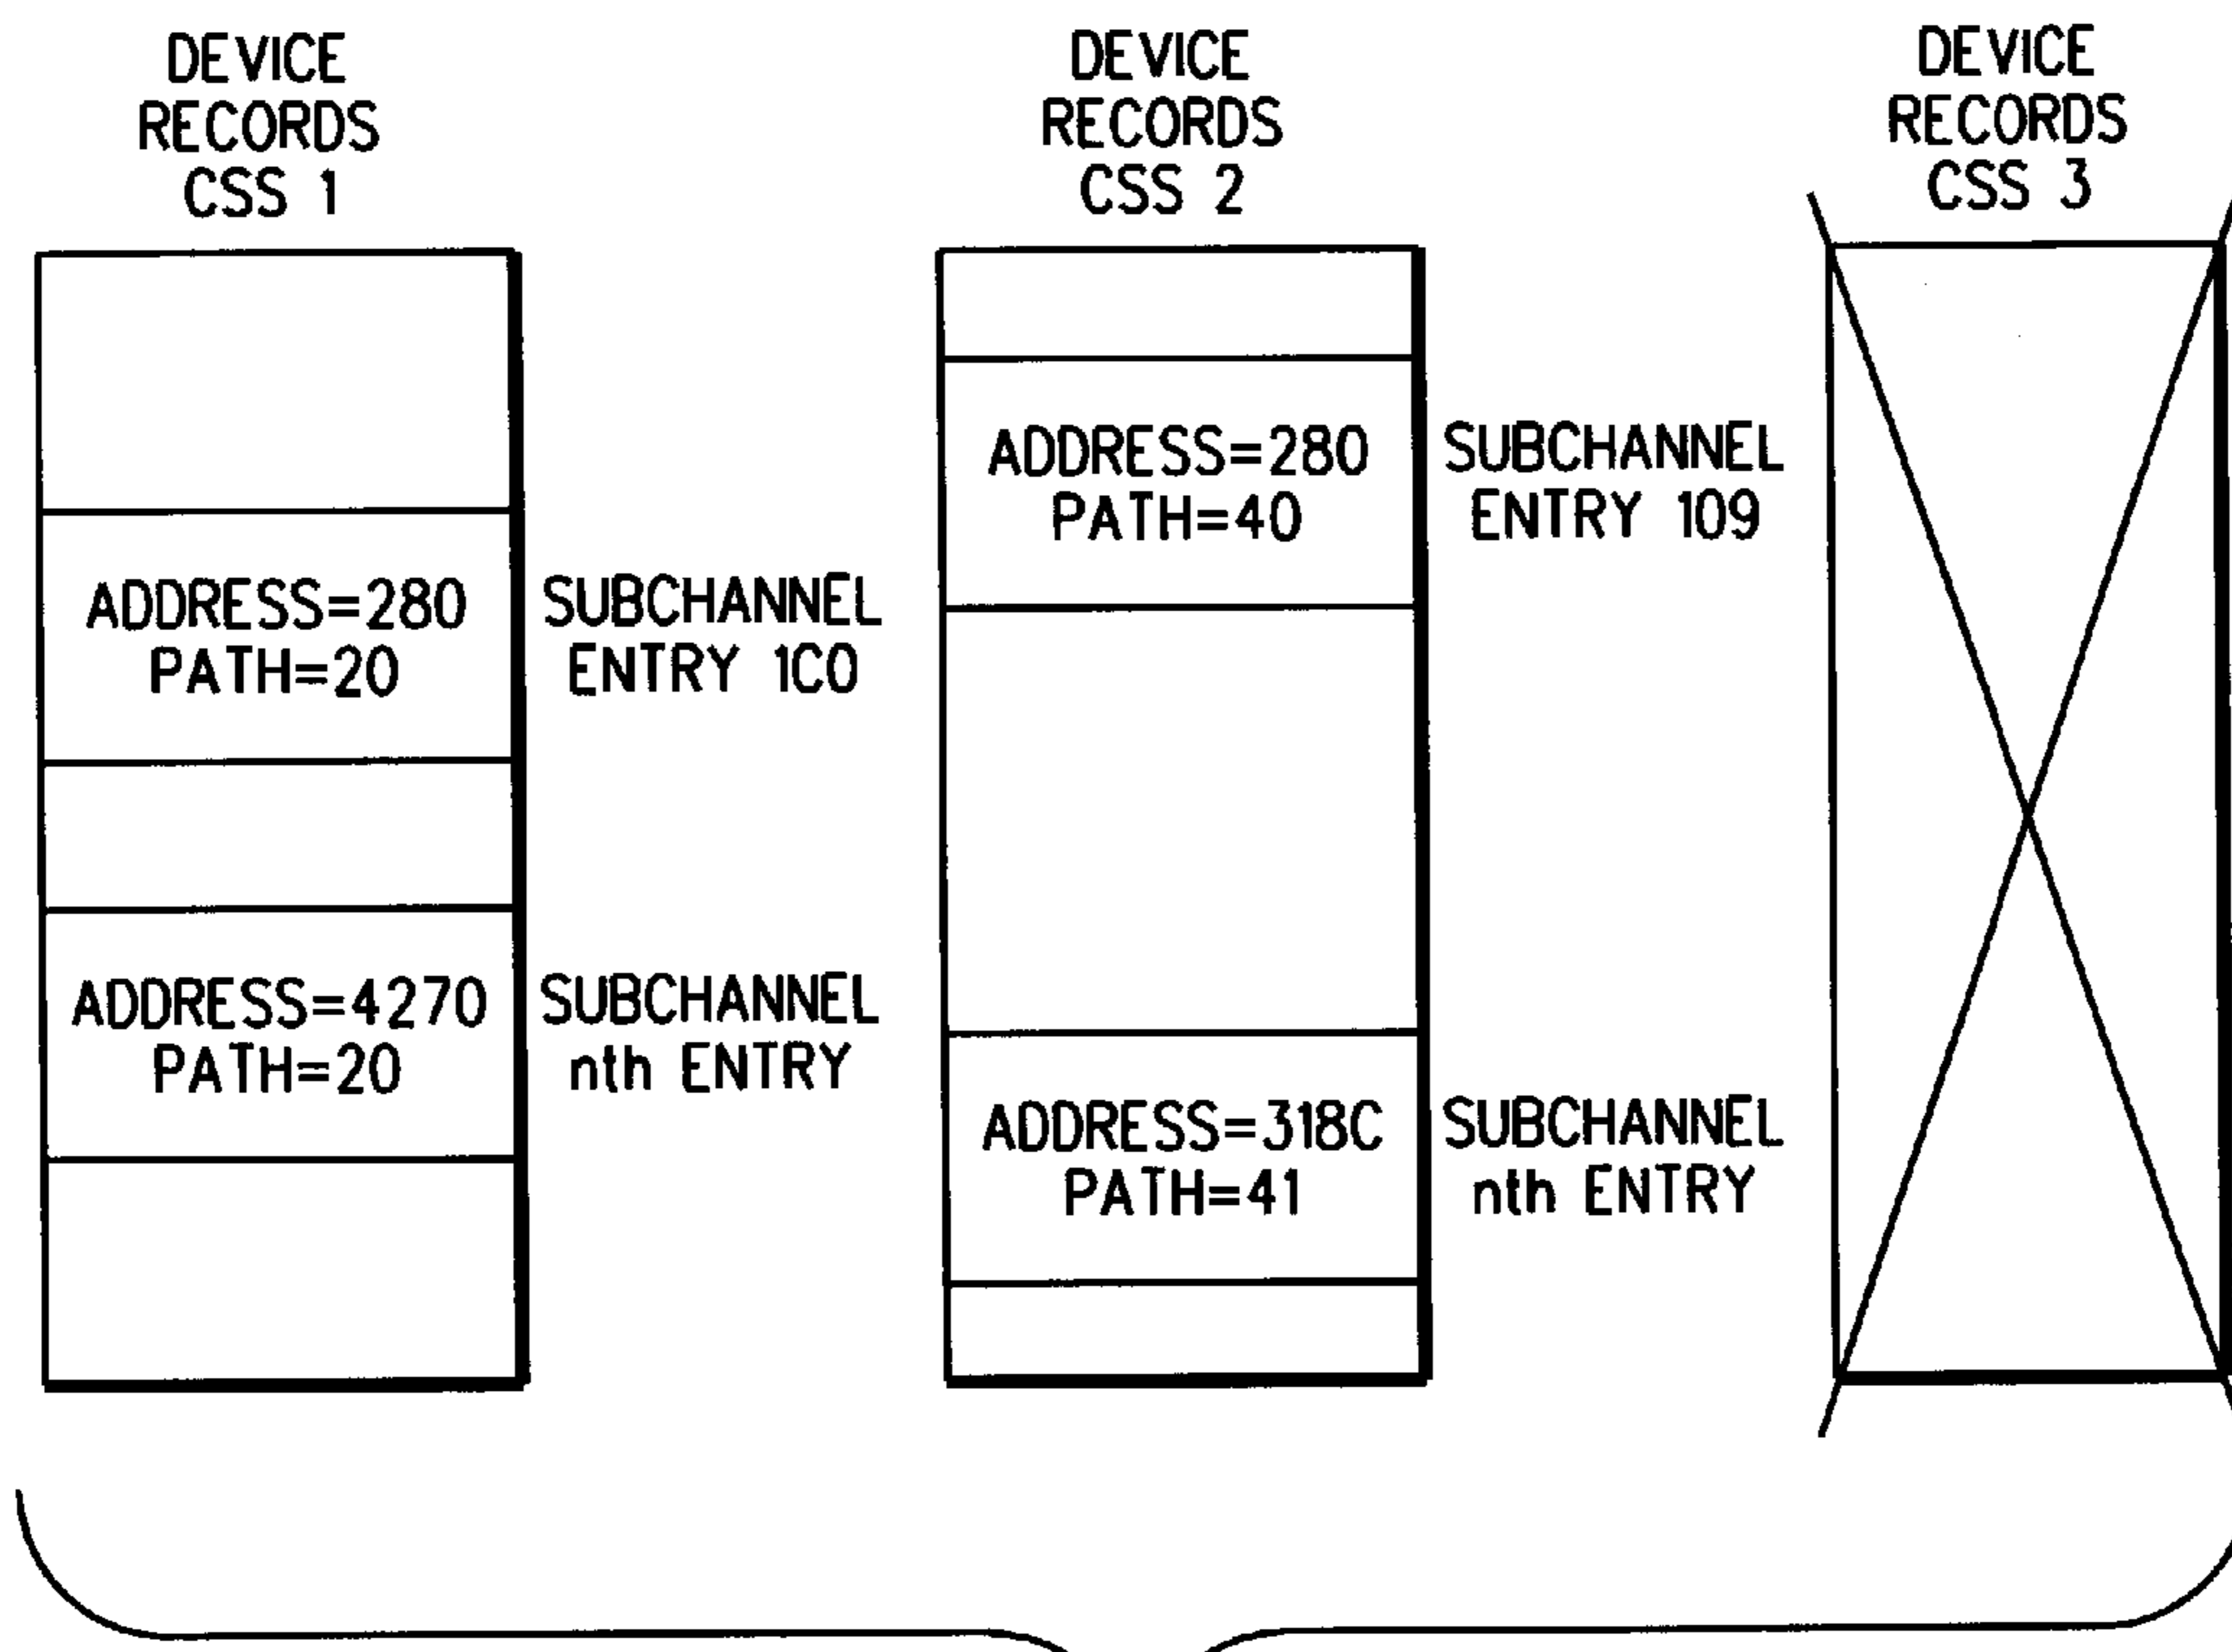 DEVICE
RECORDS
CSS 1
ADDRESS=280
PATH=20
SUBCHANNEL
ENTRY 1C0
ADDRESS=4270
PATH=20
SUBCHANNEL
nth ENTRY
DEVICE
RECORDS
CSS 2
ADDRESS=280
PATH=40
SUBCHANNEL
ENTRY 109
ADDRESS=318C
PATH=41
SUBCHANNEL
nth ENTRY
DEVICE
RECORDS
CSS 3